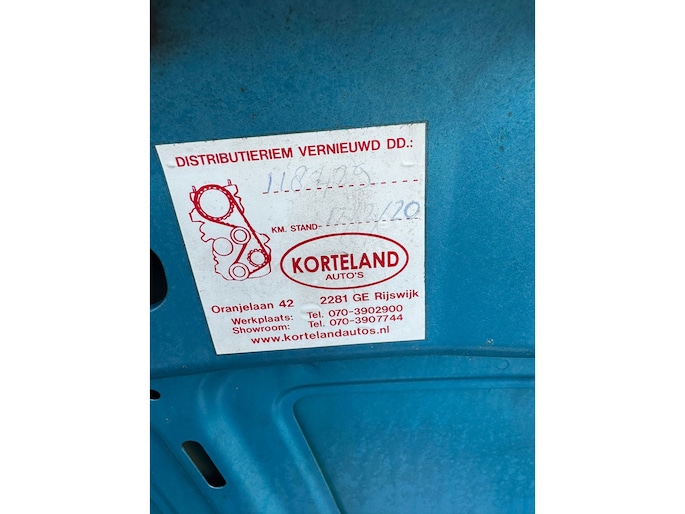 DISTRIBUTIERIEM VERNIEUWD DD.:
KM. STAND-
KORTELAND
AUTO'S
Oranjelaan 42 2281 GE Rijswijk
Werkplaats: Tel. 070-3902900
Showroom: Tel. 070-3907744
www.kortelandautos.nl